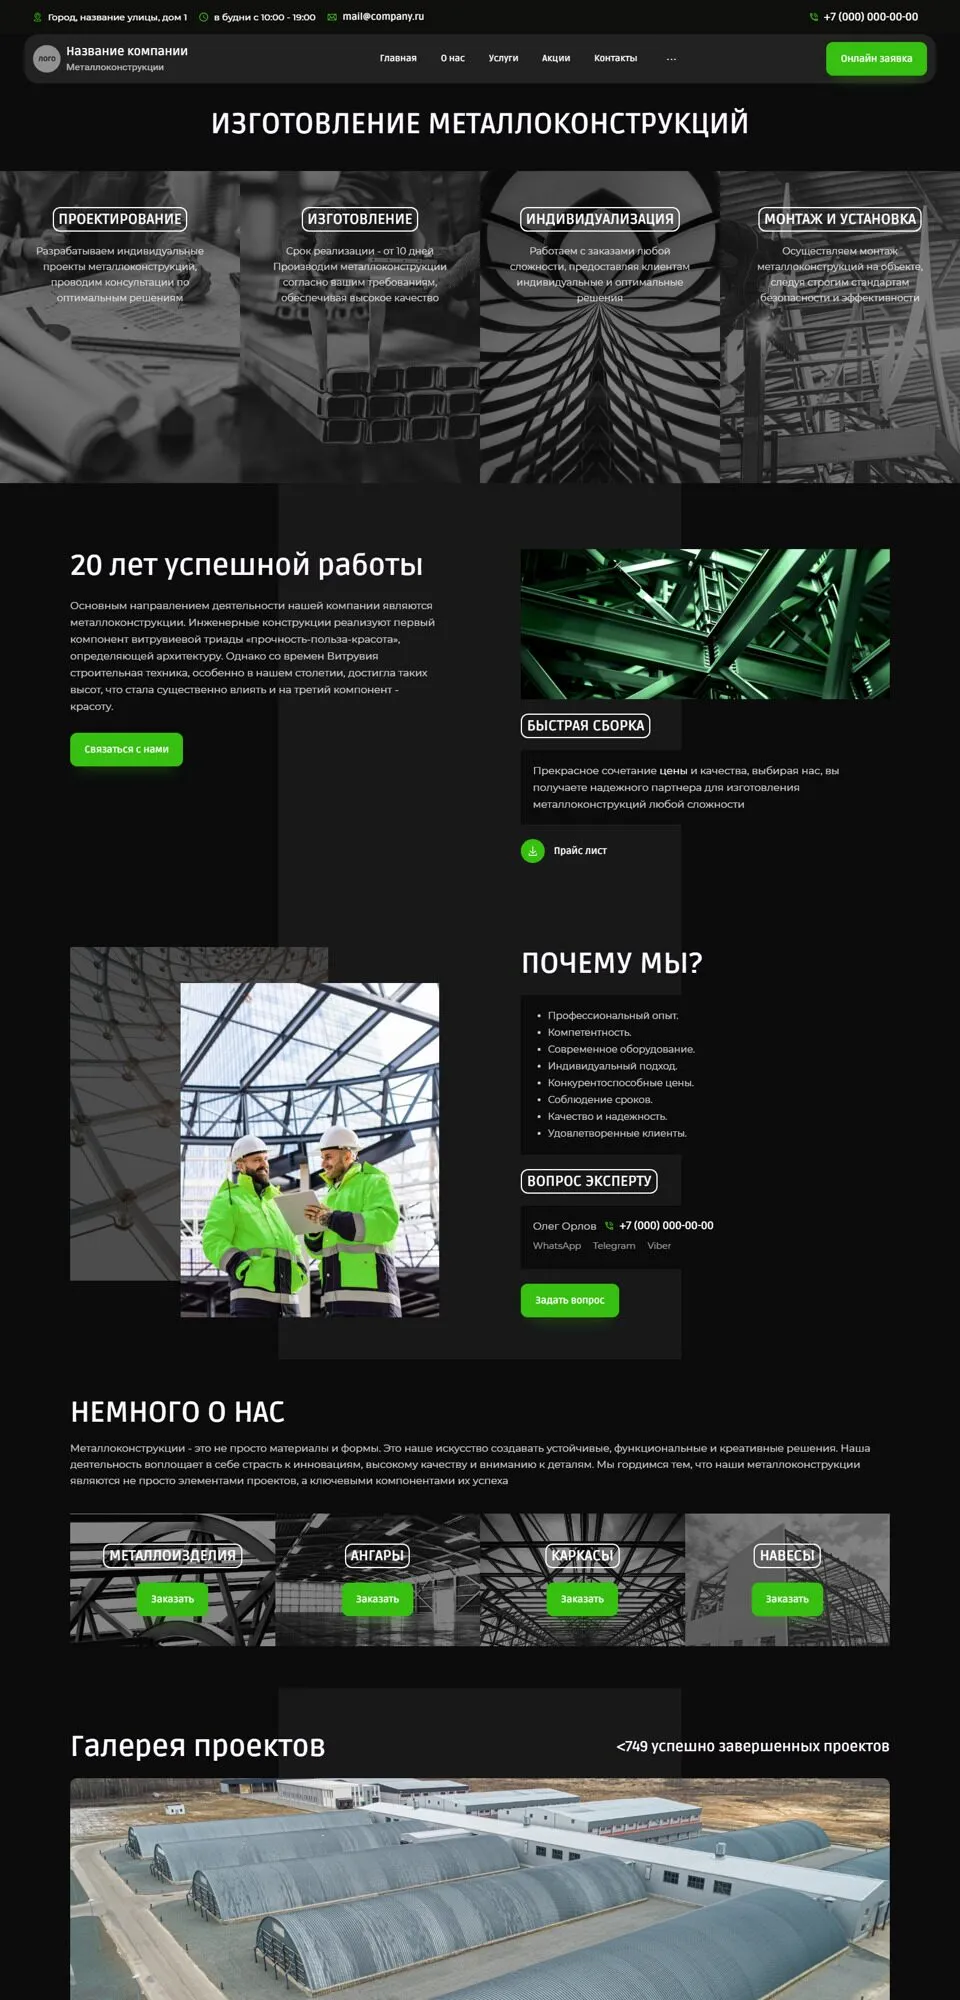 Город, название улицы, дом 1
в будни с 10:00 - 19:00
mail@company.ru
+7 (000) 000-00-00
лого
Название компании
Металлоконструкции
Главная
О нас
Услуги
Акции
Контакты
...
Онлайн заявка
ИЗГОТОВЛЕНИЕ МЕТАЛЛОКОНСТРУКЦИЙ
ПРОЕКТИРОВАНИЕ
Разрабатываем индивидуальные
проекты металлоконструкций,
проводим консультации по
оптимальным решениям
ИЗГОТОВЛЕНИЕ
Срок реализации - от 10 дней
Производим металлоконструкции
согласно вашим требованиям,
обеспечивая высокое качество
ИНДИВИДУАЛИЗАЦИЯ
Работаем с заказами любой
сложности, предоставляя клиентам
индивидуальные и оптимальные
решения
МОНТАЖ И УСТАНОВКА
Осуществляем монтаж
металлоконструкций на объекте,
следуя строгим стандартам
безопасности и эффективности
20 лет успешной работы
Основным направлением деятельности нашей компании являются
металлоконструкции. Инженерные конструкции реализуют первый
компонент витрувиевой триады «прочность-польза-красота»,
определяющей архитектуру. Однако со времен Витрувия
строительная техника, особенно в нашем столетии, достигла таких
высот, что стала существенно влиять и на третий компонент -
красоту.
Связаться с нами
БЫСТРАЯ СБОРКА
Прекрасное сочетание цены и качества, выбирая нас, вы
получаете надежного партнера для изготовления
металлоконструкций любой сложности
Прайс лист
ПОЧЕМУ МЫ?
• Профессиональный опыт.
• Компетентность.
• Современное оборудование.
• Индивидуальный подход.
• Конкурентоспособные цены.
• Соблюдение сроков.
• Качество и надежность.
• Удовлетворенные клиенты.
ВОПРОС ЭКСПЕРТУ
Олег Орлов +7 (000) 000-00-00
WhatsApp Telegram Viber
Задать вопрос
НЕМНОГО О НАС
Металлоконструкции - это не просто материалы и формы. Это наше искусство создавать устойчивые, функциональные и креативные решения. Наша
деятельность воплощает в себе страсть к инновациям, высокому качеству и вниманию к деталям. Мы гордимся тем, что наши металлоконструкции
являются не просто элементами проектов, а ключевыми компонентами их успеха
МЕТАЛЛОИЗДЕЛИЯ
Заказать
АНГАРЫ
Заказать
КАРКАСЫ
Заказать
НАВЕСЫ
Заказать
Галерея проектов
<749 успешно завершенных проектов